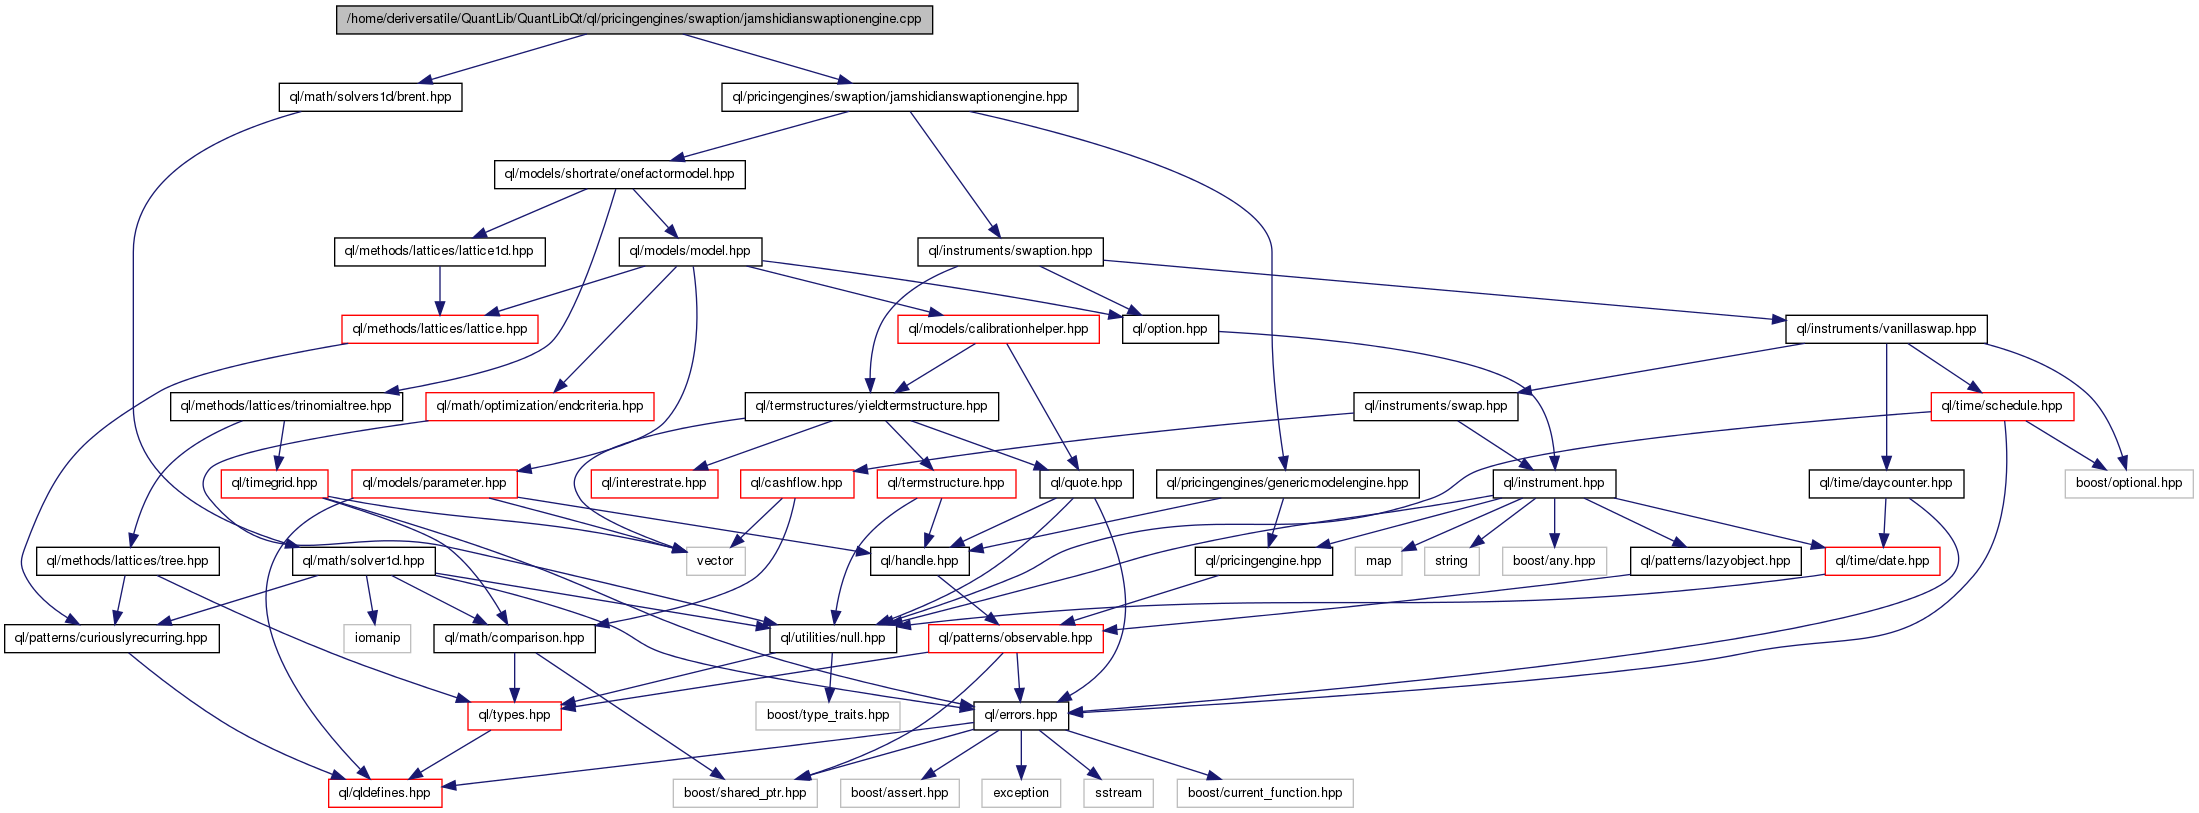 /home/deriversatile/QuantLib/QuantLibQt/ql/pricingengines/swaption/jamshidianswaptionengine.cpp
ql/math/solvers1d/brent.hpp
ql/pricingengines/swaption/jamshidianswaptionengine.hpp
ql/models/shortrate/onefactormodel.hpp
ql/methods/lattices/lattice1d.hpp
ql/models/model.hpp
ql/instruments/swaption.hpp
ql/methods/lattices/lattice.hpp
ql/models/calibrationhelper.hpp
ql/option.hpp
ql/instruments/vanillaswap.hpp
ql/methods/lattices/trinomialtree.hpp
ql/math/optimization/endcriteria.hpp
ql/termstructures/yieldtermstructure.hpp
ql/instruments/swap.hpp
ql/time/schedule.hpp
ql/timegrid.hpp
ql/models/parameter.hpp
ql/interestrate.hpp
ql/cashflow.hpp
ql/termstructure.hpp
ql/quote.hpp
ql/pricingengines/genericmodelengine.hpp
ql/instrument.hpp
ql/time/daycounter.hpp
boost/optional.hpp
ql/methods/lattices/tree.hpp
ql/math/solver1d.hpp
vector
ql/handle.hpp
ql/pricingengine.hpp
map
string
boost/any.hpp
ql/patterns/lazyobject.hpp
ql/time/date.hpp
ql/patterns/curiouslyrecurring.hpp
iomanip
ql/math/comparison.hpp
ql/utilities/null.hpp
ql/patterns/observable.hpp
ql/types.hpp
boost/type_traits.hpp
ql/errors.hpp
ql/qldefines.hpp
boost/shared_ptr.hpp
boost/assert.hpp
exception
sstream
boost/current_function.hpp